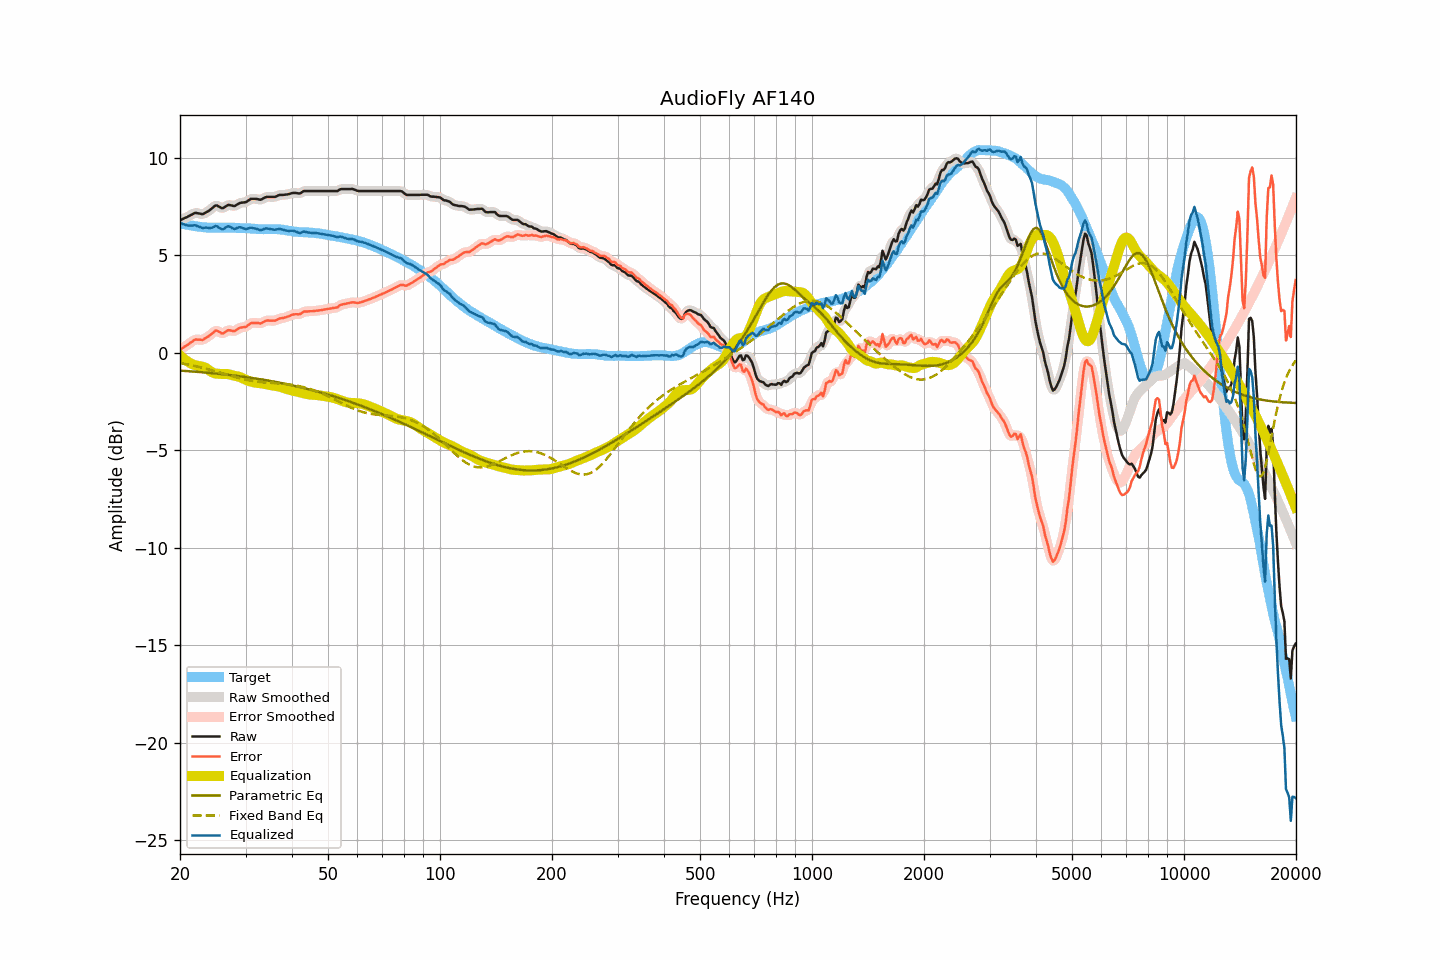 AudioFly AF140
10
5
0
−5
−10
−15
−20
−25
Amplitude (dBr)
Target
Raw Smoothed
Error Smoothed
Raw
Error
Equalization
Parametric Eq
Fixed Band Eq
Equalized
20 50 100 200 500 1000 2000 5000 10000 20000
Frequency (Hz)